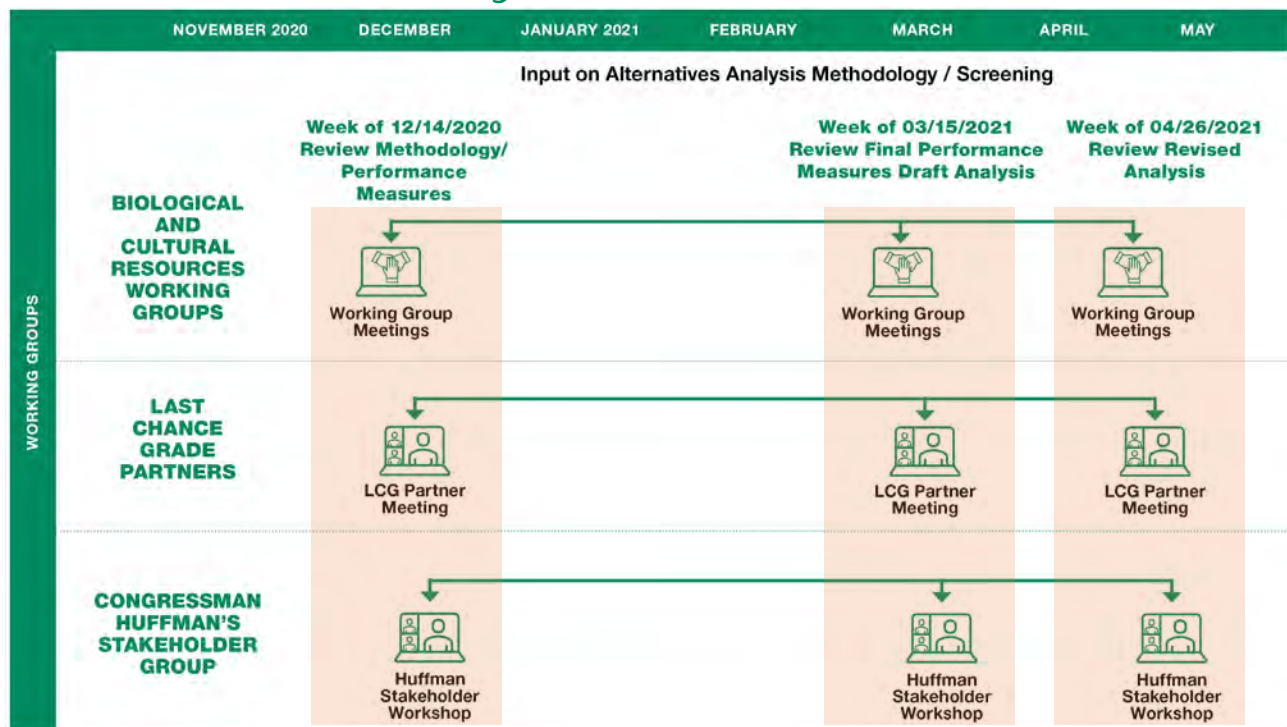 NOVEMBER 2020 DECEMBER JANUARY 2021 FEBRUARY MARCH APRIL MAY
Input on Alternatives Analysis Methodology / Screening
Week of 12/14/2020
Review Methodology/
Performance
Measures
Week of 03/15/2021
Review Final Performance
Measures Draft Analysis
Week of 04/26/2021
Review Revised
Analysis
WORKING GROUPS
BIOLOGICAL
AND
CULTURAL
RESOURCES
WORKING
GROUPS
Working Group
Meetings
Working Group
Meetings
Working Group
Meetings
LAST
CHANCE
GRADE
PARTNERS
LCG Partner
Meeting
LCG Partner
Meeting
LCG Partner
Meeting
CONGRESSMAN
HUFFMAN'S
STAKEHOLDER
GROUP
Huffman
Stakeholder
Workshop
Huffman
Stakeholder
Workshop
Huffman
Stakeholder
Workshop